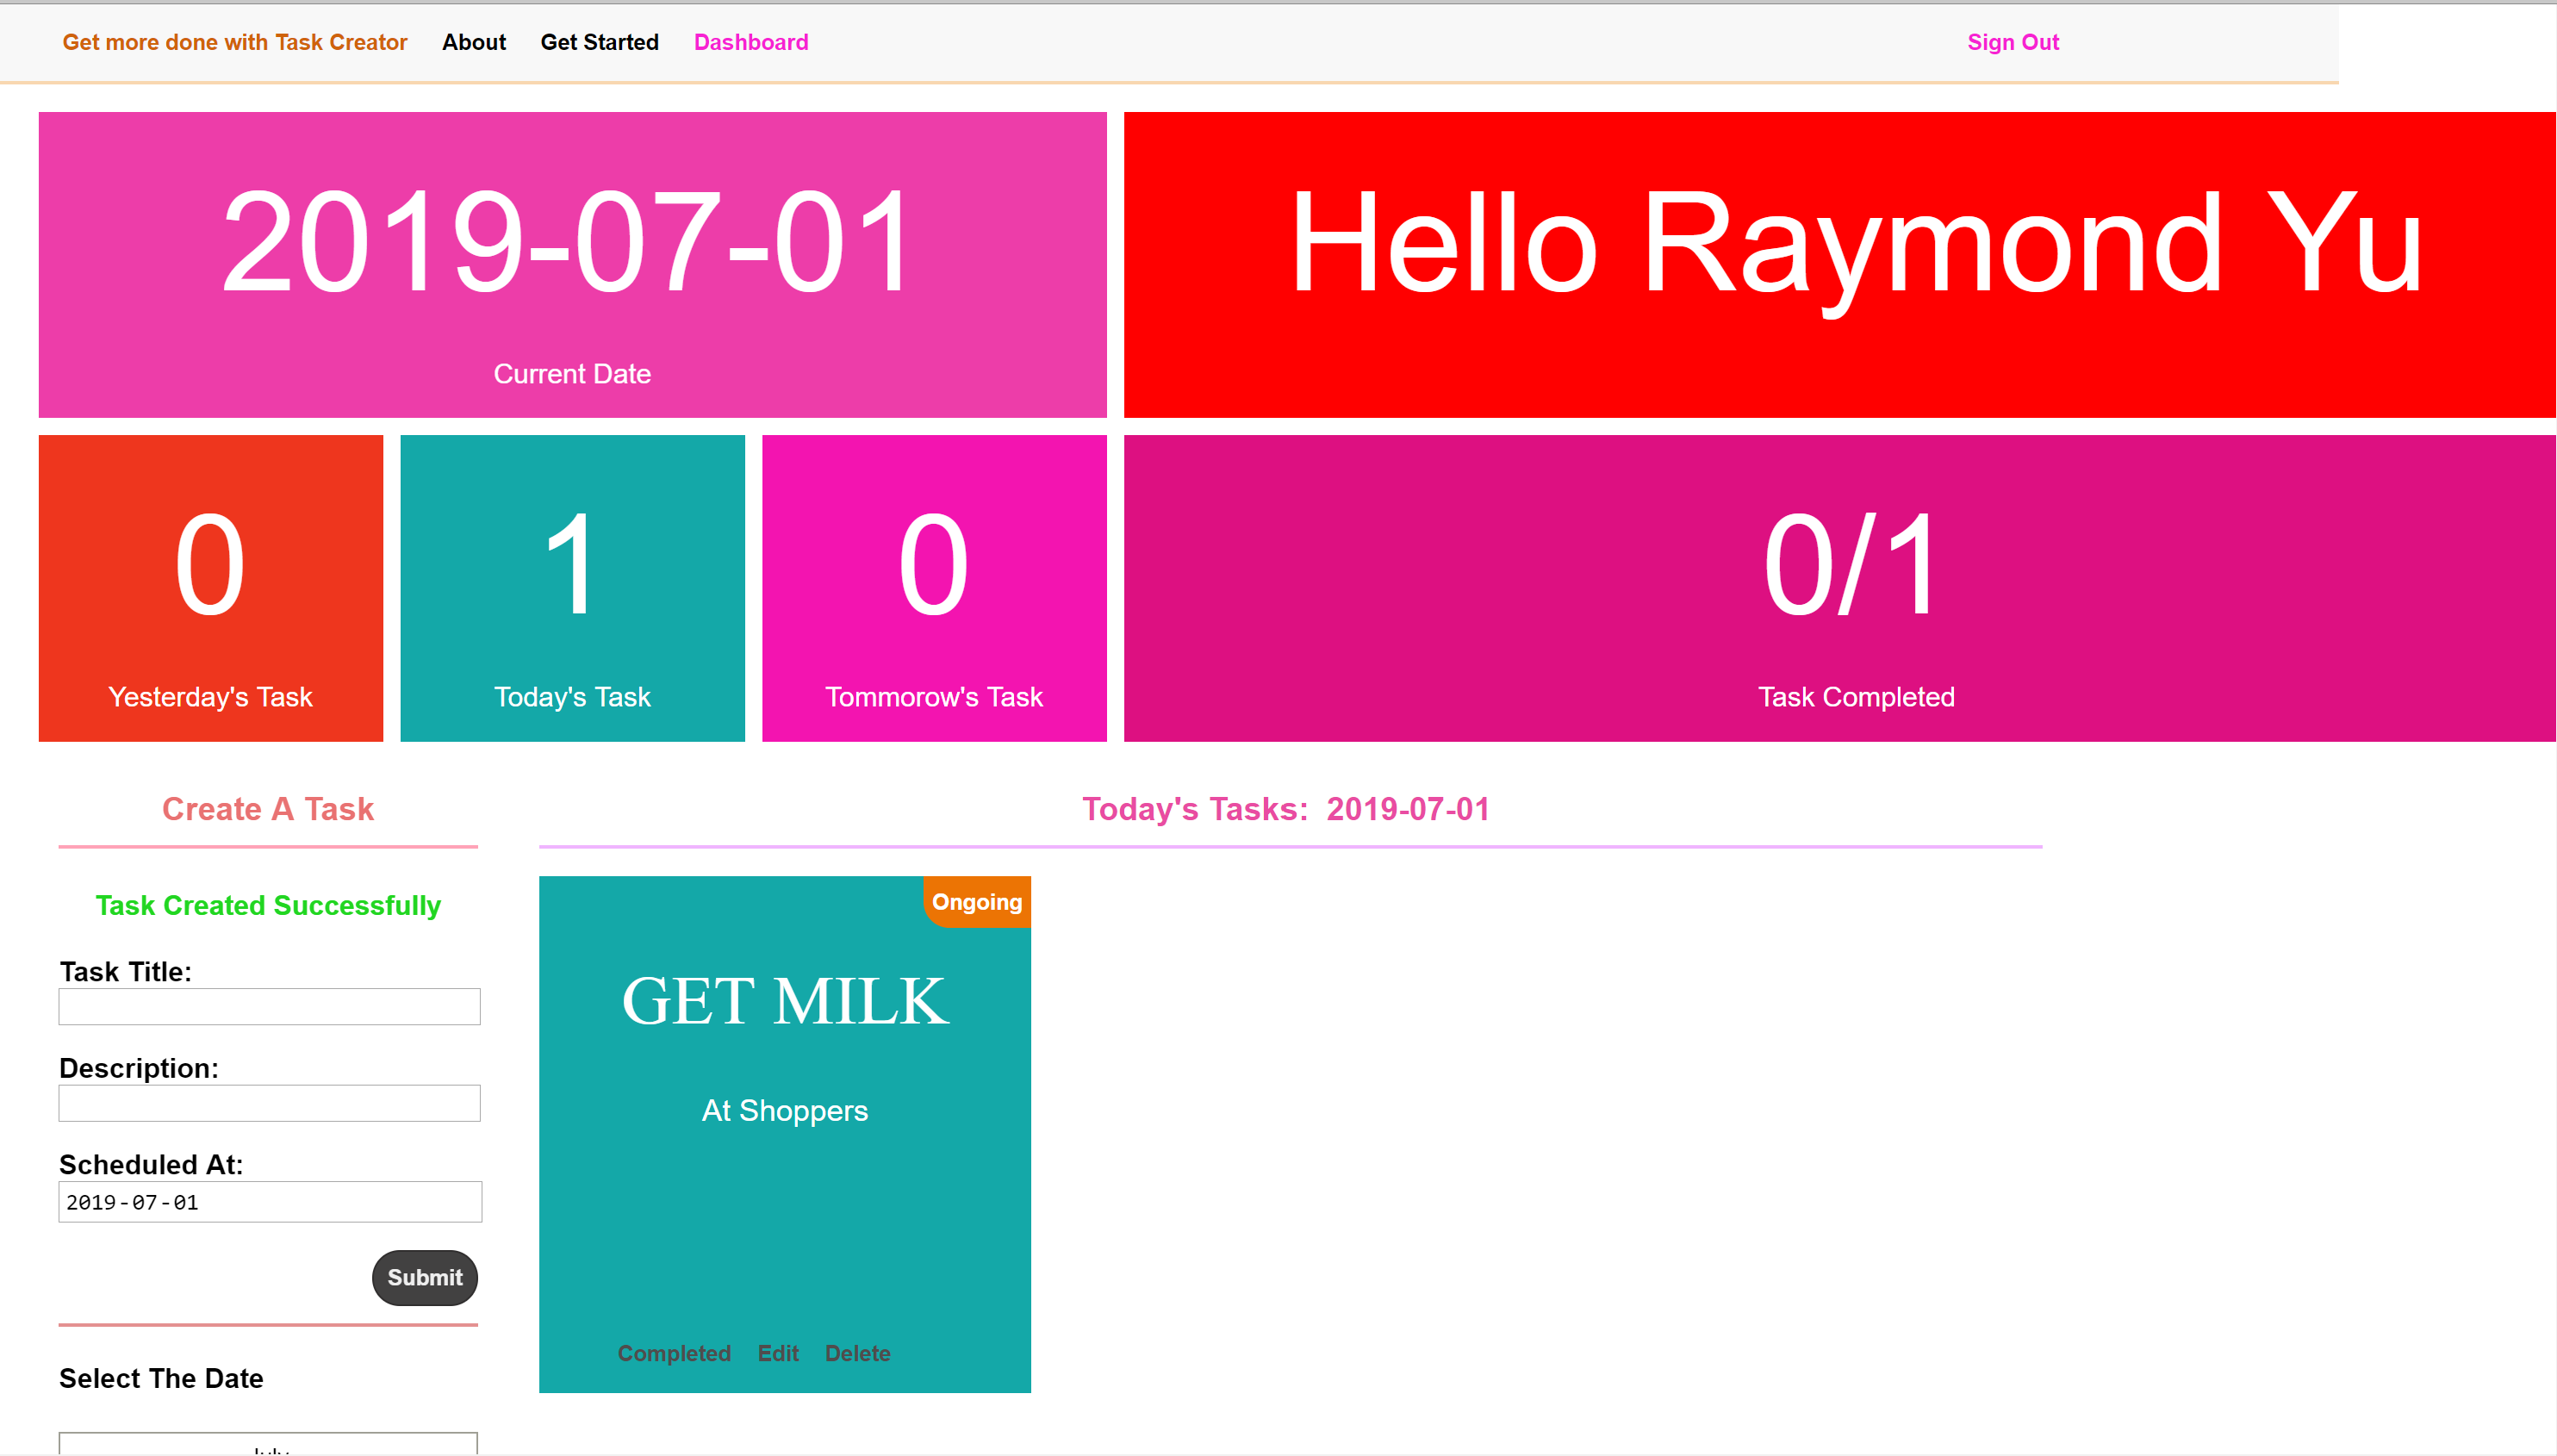 Get more done with Task Creator About Get Started Dashboard Sign Out
2019-07-01
Current Date
Hello Raymond Yu
0
Yesterday's Task
1
Today's Task
0
Tommorow's Task
0/1
Task Completed
Create A Task
Task Created Successfully
Task Title:
Description:
Scheduled At:
2019-07-01
Submit
Select The Date
Today's Tasks: 2019-07-01
Ongoing
GET MILK
At Shoppers
Completed Edit Delete